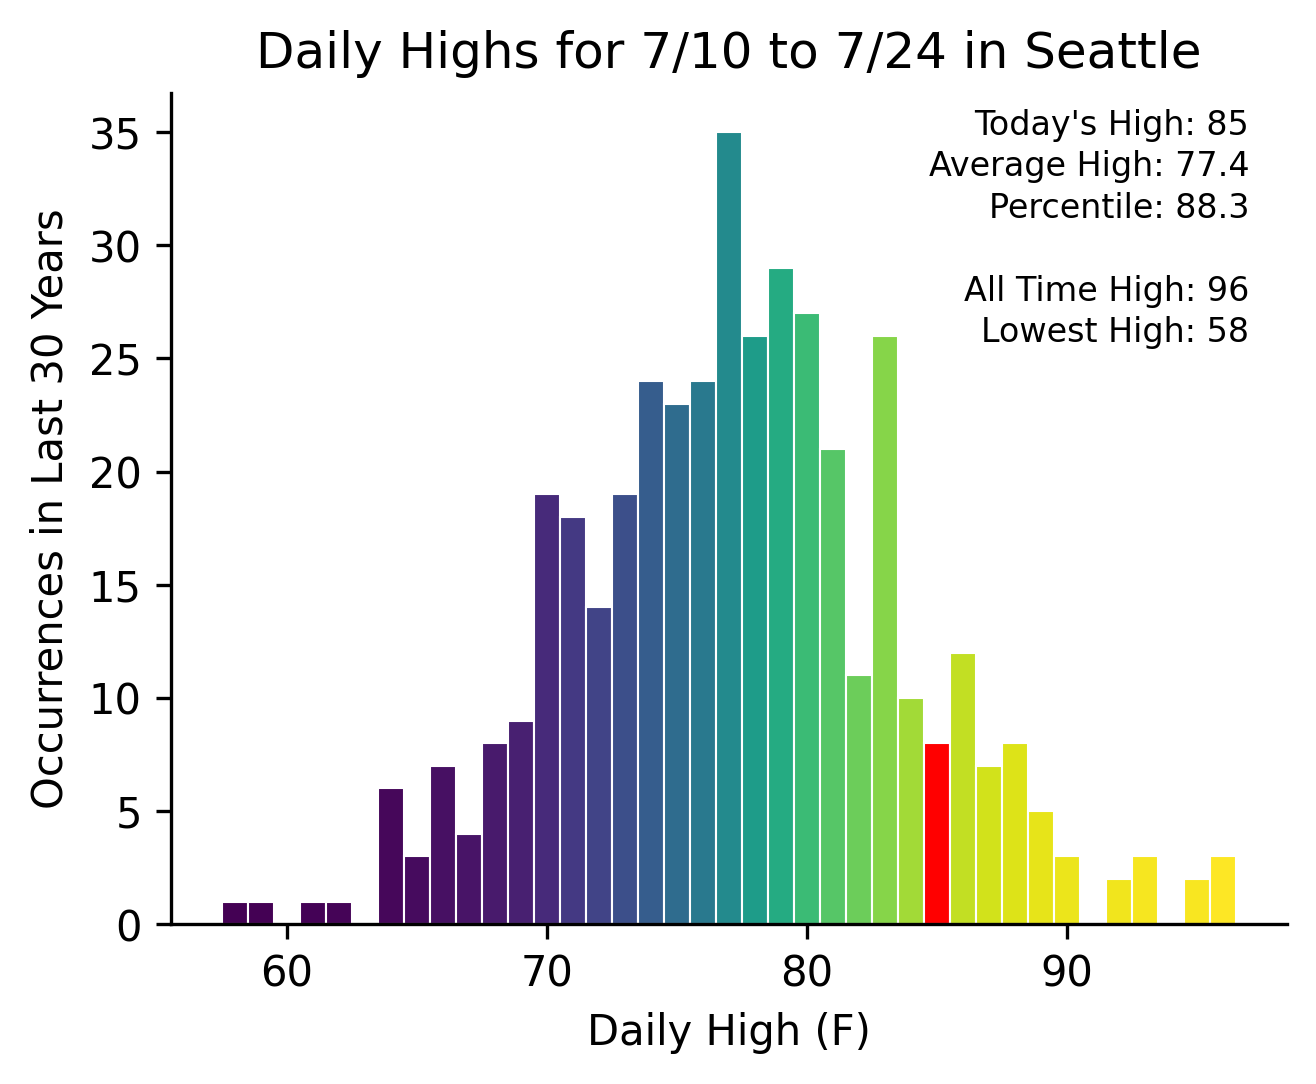 Daily Highs for 7/10 to 7/24 in Seattle
Today's High: 85
Average High: 77.4
Percentile: 88.3
All Time High: 96
Lowest High: 58
Occurrences in Last 30 Years
35
30
25
20
15
10
5
0
60 70 80 90
Daily High (F)